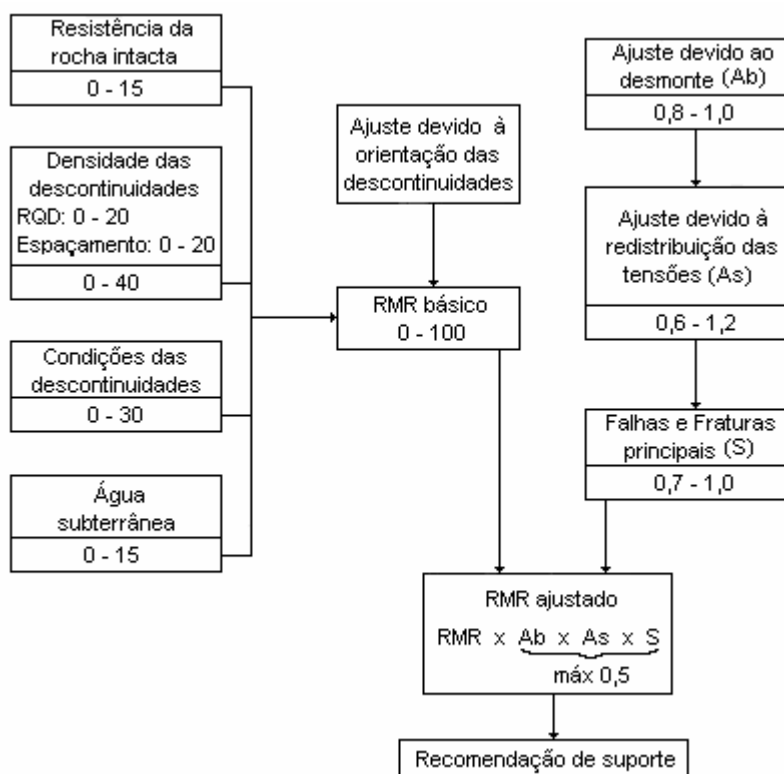 Resistência da
rocha intacta
0 - 15
Densidade das
descontinuidades
RQD: 0 - 20
Espaçamento: 0 - 20
0 - 40
Condições das
descontinuidades
0 - 30
Água
subterrânea
0 - 15
Ajuste devido à
orientação das
descontinuidades
RMR básico
0 - 100
Ajuste devido ao
desmonte (Ab)
0,8 - 1,0
Ajuste devido à
redistribuição das
tensões (As)
0,6 - 1,2
Falhas e Fraturas
principais (S)
0,7 - 1,0
RMR ajustado
RMR x Ab x As x S
máx 0,5
Recomendação de suporte